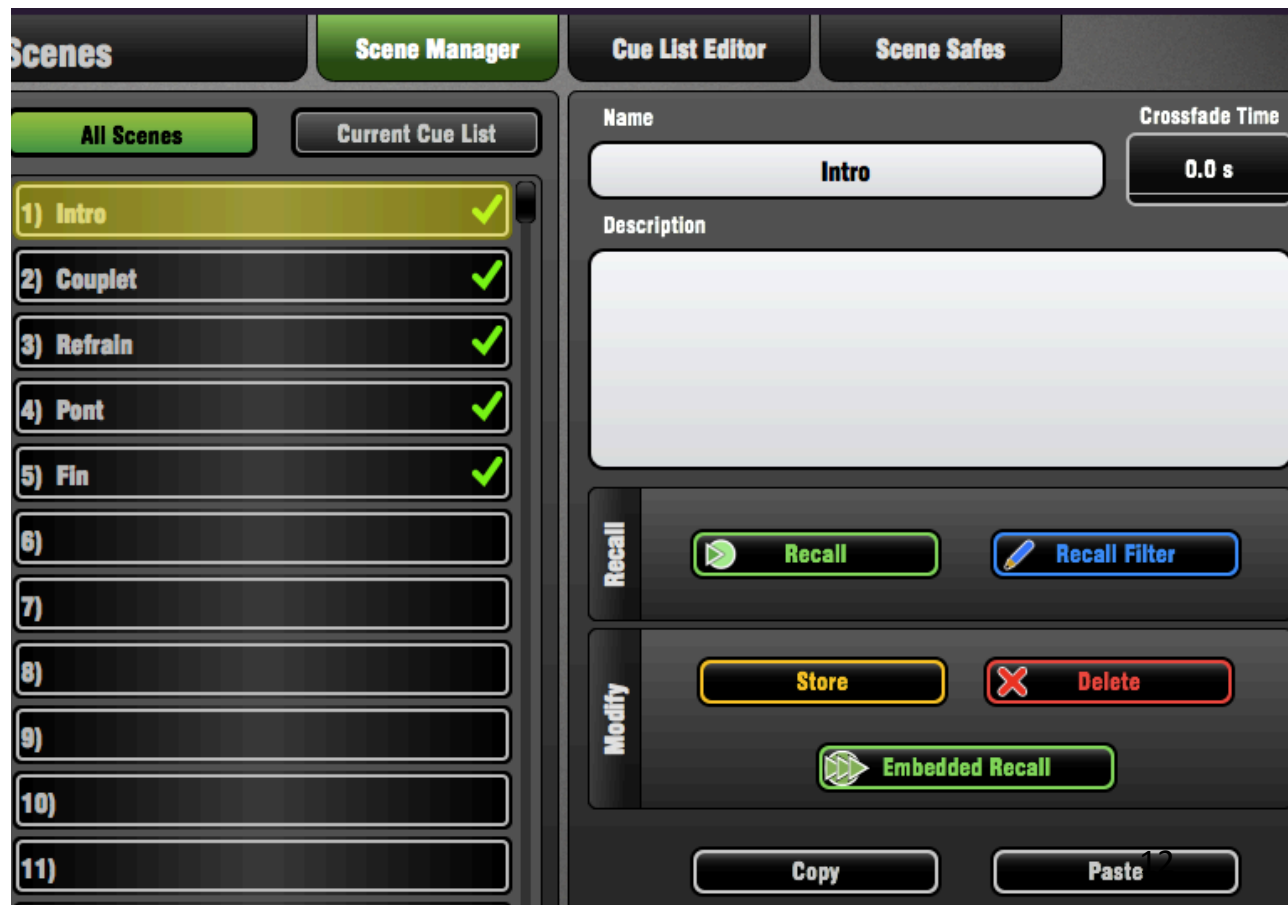 Scenes
Scene Manager
Cue List Editor
Scene Safes
All Scenes
Current Cue List
1) Intro
2) Couplet
3) Refrain
4) Pont
5) Fin
6)
7)
8)
9)
10)
11)
Name
Crossfade Time
Intro
0.0 s
Description
Recall
Recall
Recall Filter
Modify
Store
Delete
Embedded Recall
Copy
Paste
12